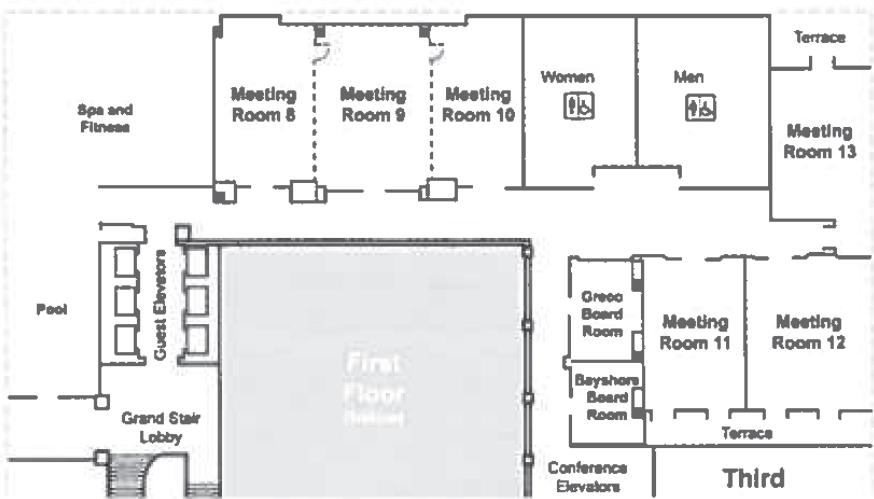 Terrace
Women
Men
Meeting
Room 8
Meeting
Room 9
Meeting
Room 10
Spa and
Fitness
Meeting
Room 13
Guest Elevators
Pool
Greco
Board
Room
Meeting
Room 11
Meeting
Room 12
First
Floor
Bayshore
Board
Room
Grand Stair
Lobby
Terrace
Conference
Elevators
Third